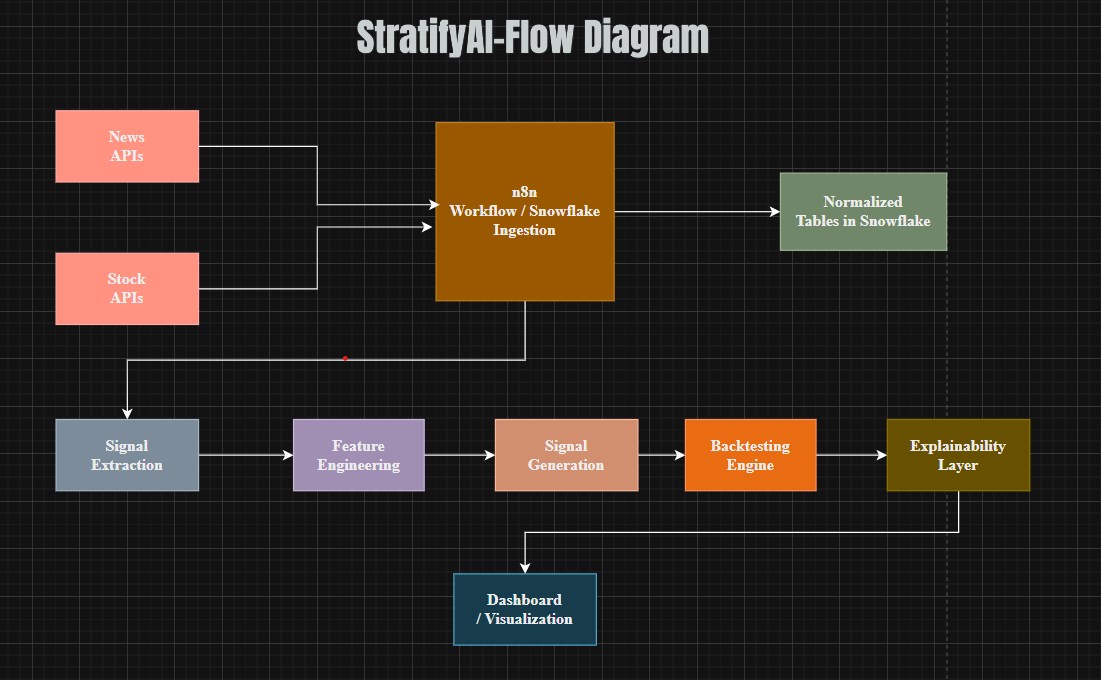 StratifyAI-Flow Diagram
News
APIs
n8n
Workflow / Snowflake
Ingestion
Normalized
Tables in Snowflake
Stock
APIs
Signal
Extraction
Feature
Engineering
Signal
Generation
Backtesting
Engine
Explainability
Layer
Dashboard
/ Visualization